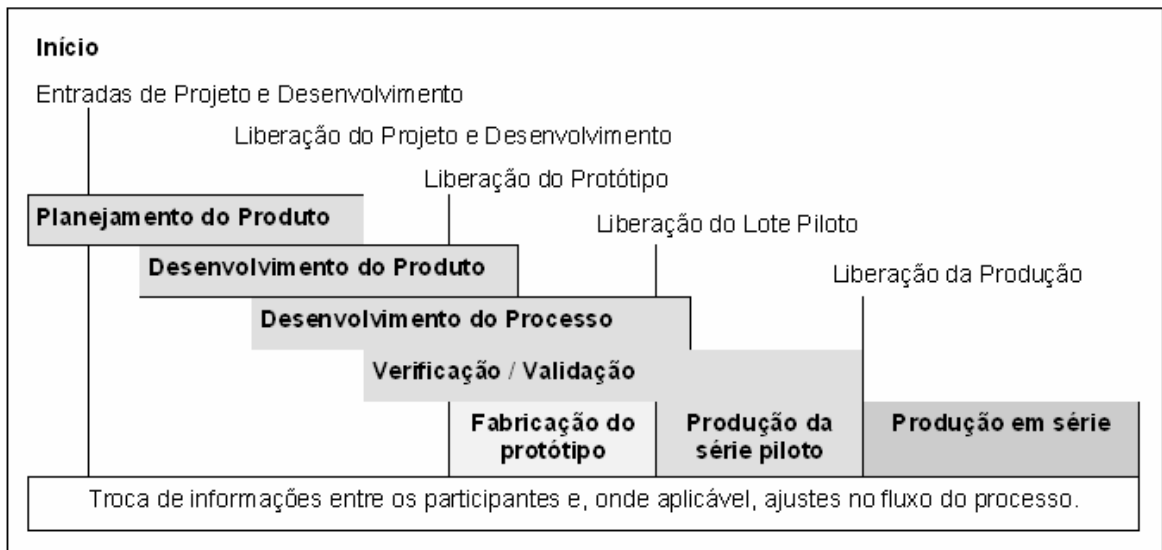 Início
Entradas de Projeto e Desenvolvimento
Liberação do Projeto e Desenvolvimento
Liberação do Protótipo
Planejamento do Produto
Liberação do Lote Piloto
Desenvolvimento do Produto
Liberação da Produção
Desenvolvimento do Processo
Verificação / Validação
Fabricação do
protótipo
Produção da
série piloto
Produção em série
Troca de informações entre os participantes e, onde aplicável, ajustes no fluxo do processo.